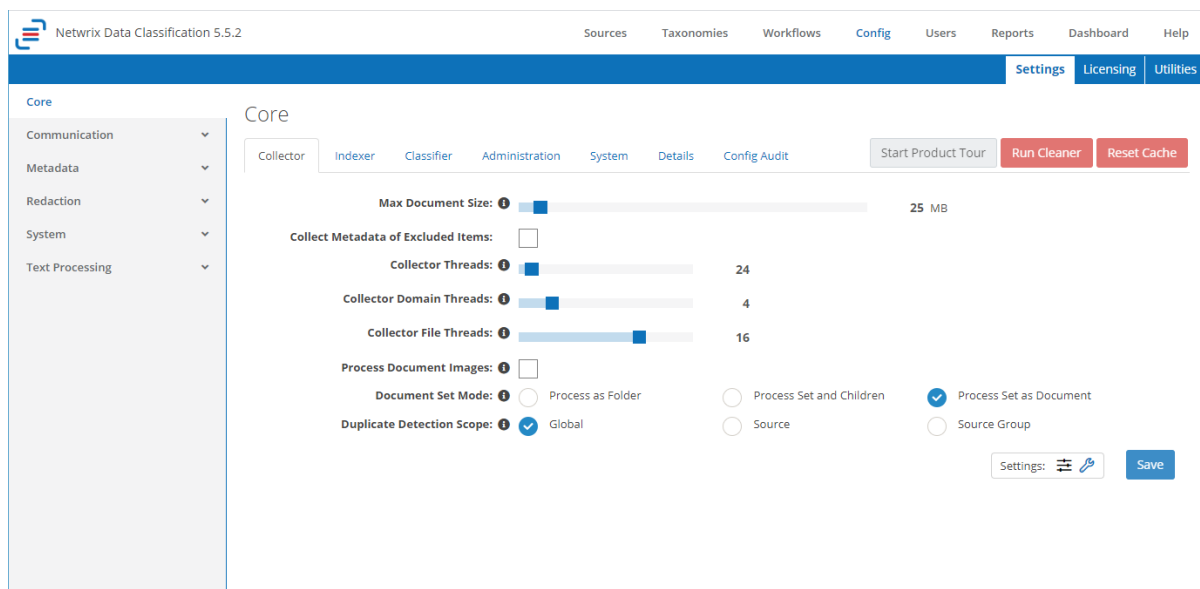 Netwrix Data Classification 5.5.2 Sources Taxonomies Workflows Config Users Reports Dashboard Help
Settings Licensing Utilities
Core
Communication
Metadata
Redaction
System
Text Processing
Core
Collector Indexer Classifier Administration System Details Config Audit Start Product Tour Run Cleaner Reset Cache
Max Document Size: 25 MB
Collect Metadata of Excluded Items:
Collector Threads: 24
Collector Domain Threads: 4
Collector File Threads: 16
Process Document Images:
Document Set Mode: Process as Folder Process Set and Children Process Set as Document
Duplicate Detection Scope: Global Source Source Group
Settings: Save